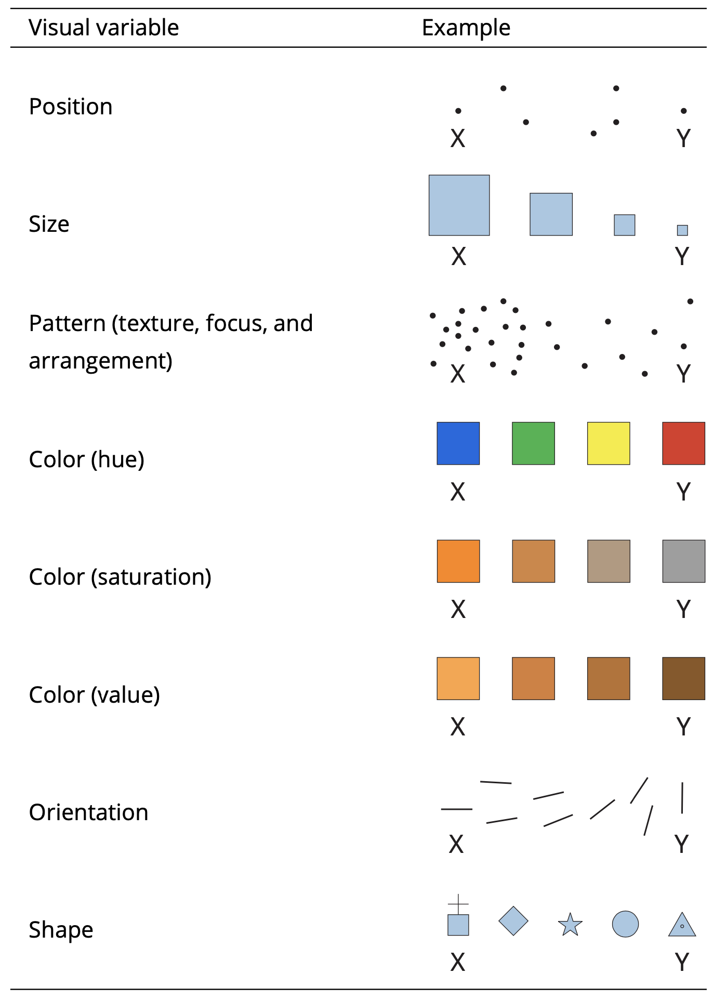 Visual variable Example
Position
X Y
Size
X Y
Pattern (texture, focus, and
arrangement)
X Y
Color (hue)
X Y
Color (saturation)
X Y
Color (value)
X Y
Orientation
X Y
Shape
X Y